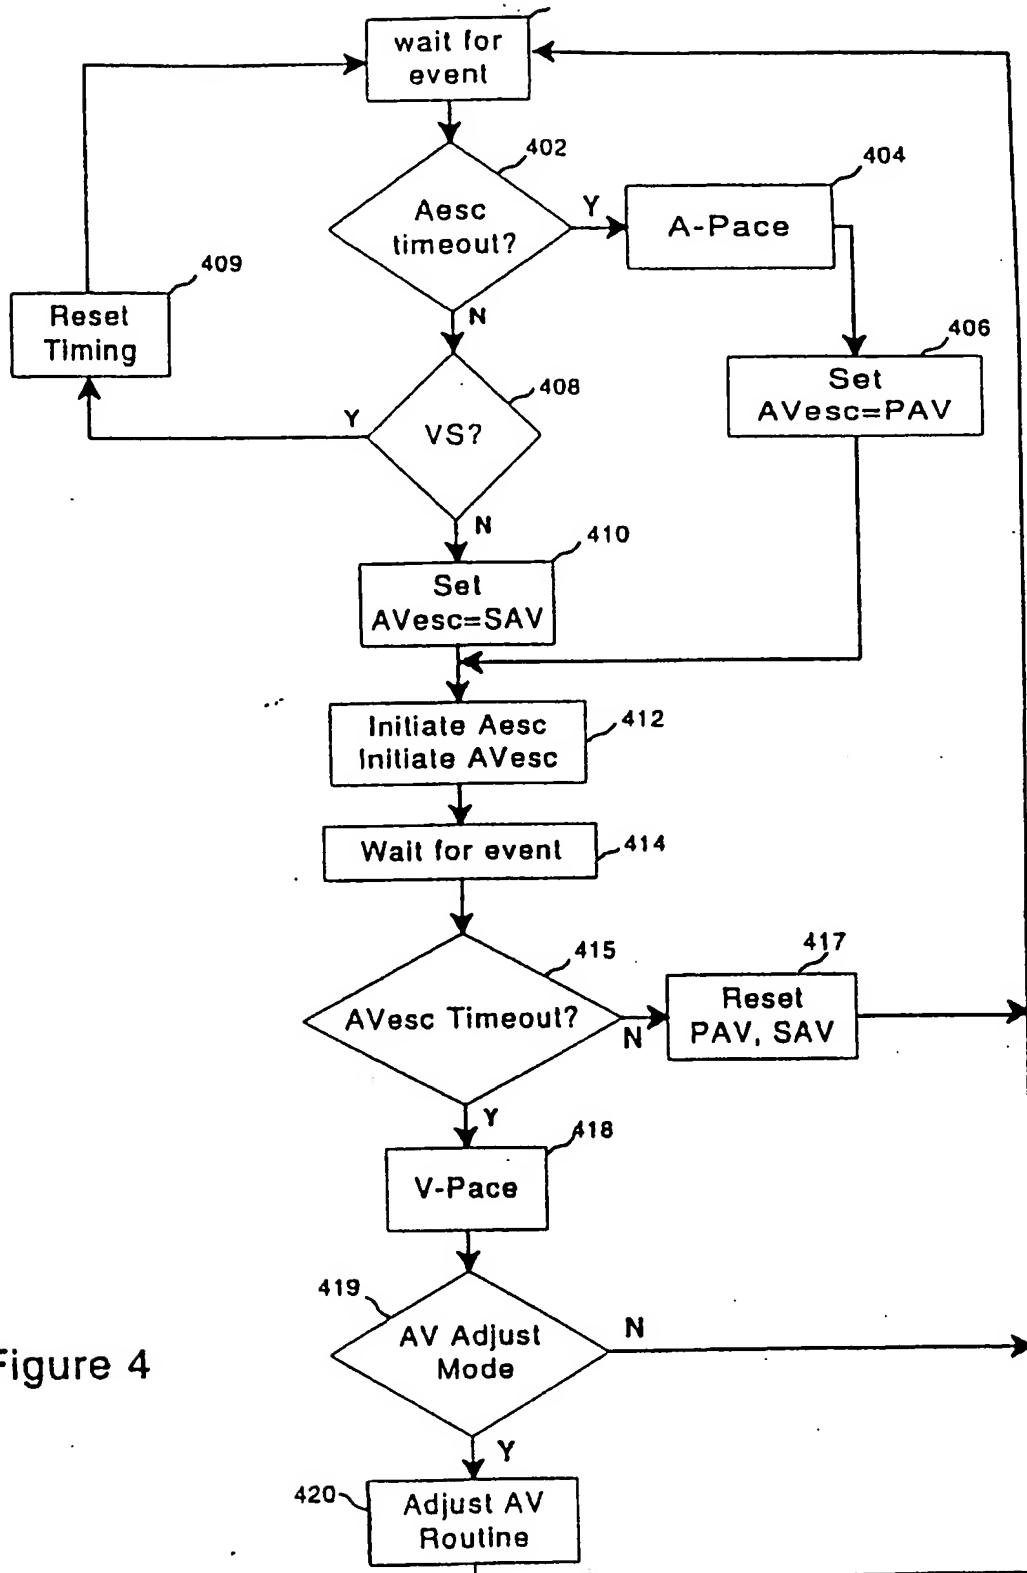 wait for
event
402
Aesc
timeout?
Y
404
A-Pace
409
Reset
Timing
N
406
Set
AVesc=PAV
408
VS?
Y
N
410
Set
AVesc=SAV
Initiate Aesc
Initiate AVesc
412
Wait for event
414
415
AVesc Timeout?
N
417
Reset
PAV, SAV
Y
418
V-Pace
419
AV Adjust
Mode
N
Figure 4
Y
420
Adjust AV
Routine